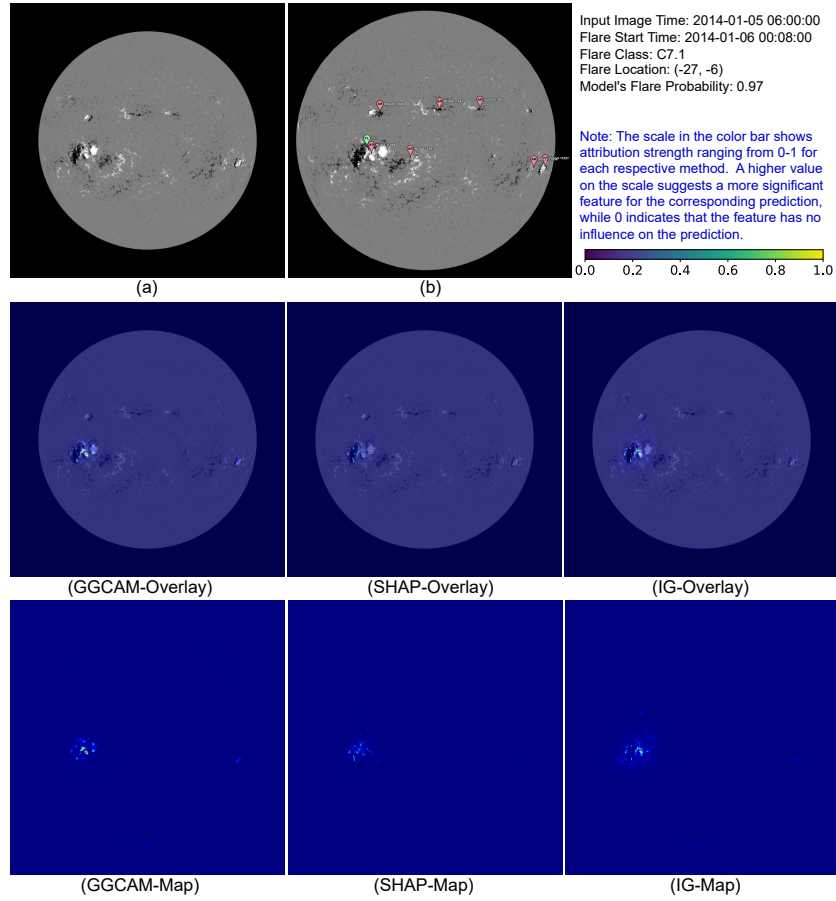 Input Image Time: 2014-01-05 06:00:00
Flare Start Time: 2014-01-06 00:08:00
Flare Class: C7.1
Flare Location: (-27, -6)
Model's Flare Probability: 0.97
Note: The scale in the color bar shows
attribution strength ranging from 0-1 for
each respective method. A higher value
on the scale suggests a more significant
feature for the corresponding prediction,
while 0 indicates that the feature has no
influence on the prediction.
0.0 0.2 0.4 0.6 0.8 1.0
(a) (b)
(GGCAM-Overlay) (SHAP-Overlay) (IG-Overlay)
(GGCAM-Map) (SHAP-Map) (IG-Map)